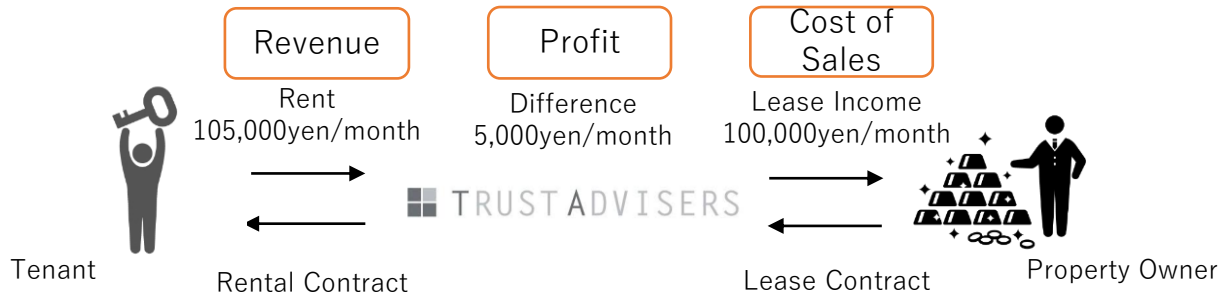 Revenue
Profit
Cost of
Sales
Rent
105,000yen/month
Difference
5,000yen/month
Lease Income
100,000yen/month
TRUST ADVISERS
Tenant
Rental Contract
Lease Contract
Property Owner